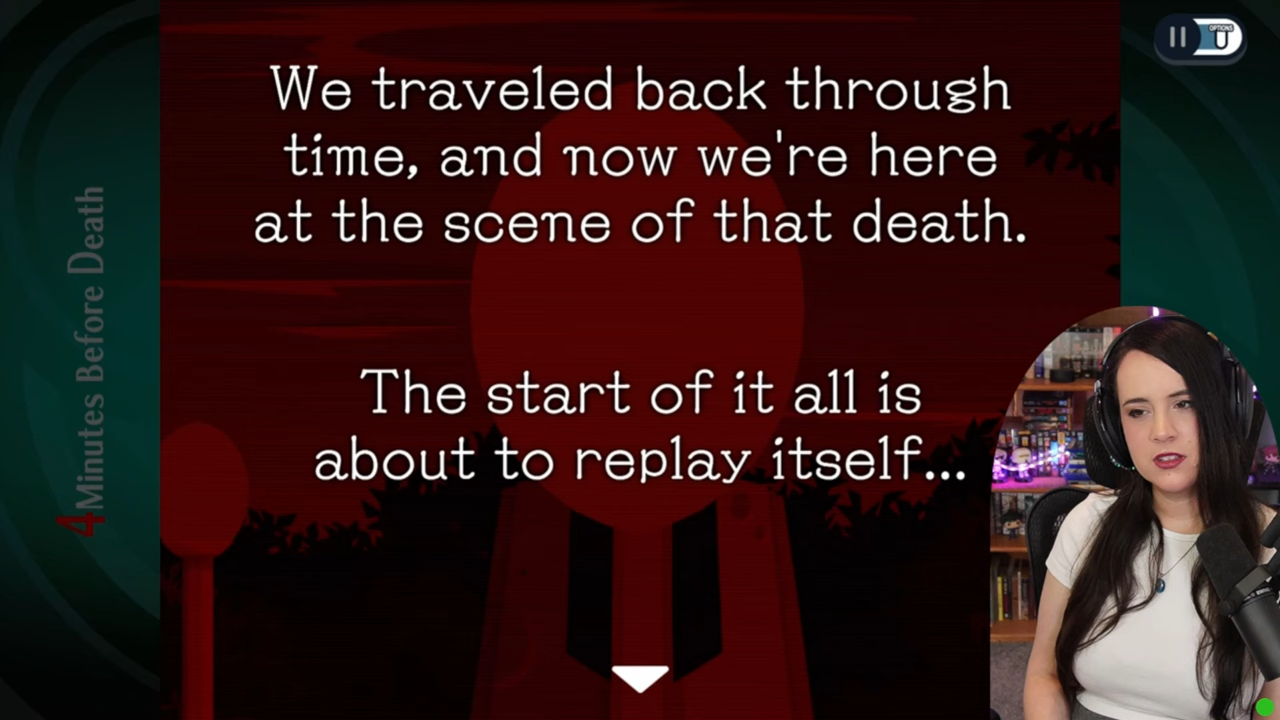 OPTIONS
We traveled back through
time, and now we're here
at the scene of that death.
The start of it all is
about to replay itself...
4 Minutes Before Death